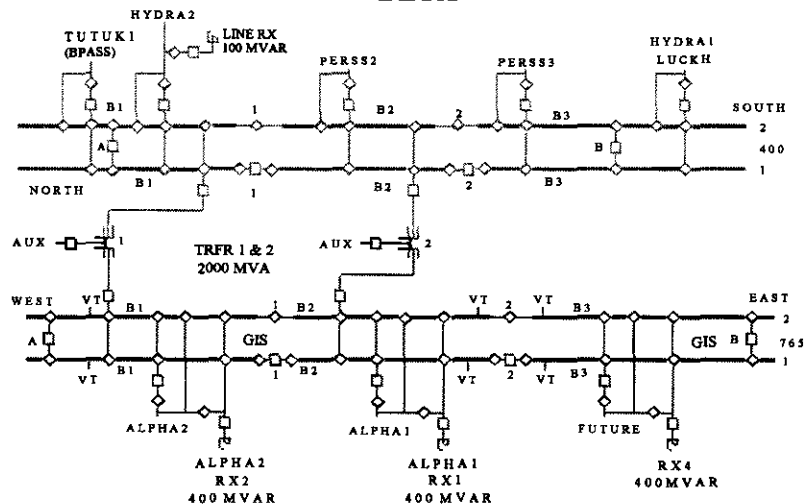 HYDRA2
TUTUK1
(BPASS)
LINE RX
100 MVAR
PERSS2
PERSS3
HYDRA1
LUCKH
B1
1
B2
2
B3
SOUTH
2
A
B
400
NORTH
B1
1
B2
2
B3
1
AUX
1
TRFR 1 & 2
2000 MVA
AUX
2
WEST
VT
B1
1
B2
VT
2
VT
B3
EAST
2
A
GIS
GIS
B
765
VT
B1
1
B2
VT
2
VT
B3
1
ALPHA2
ALPHA1
FUTURE
ALPHA2
RX2
400 MVAR
ALPHA1
RX1
400 MVAR
RX4
400MVAR